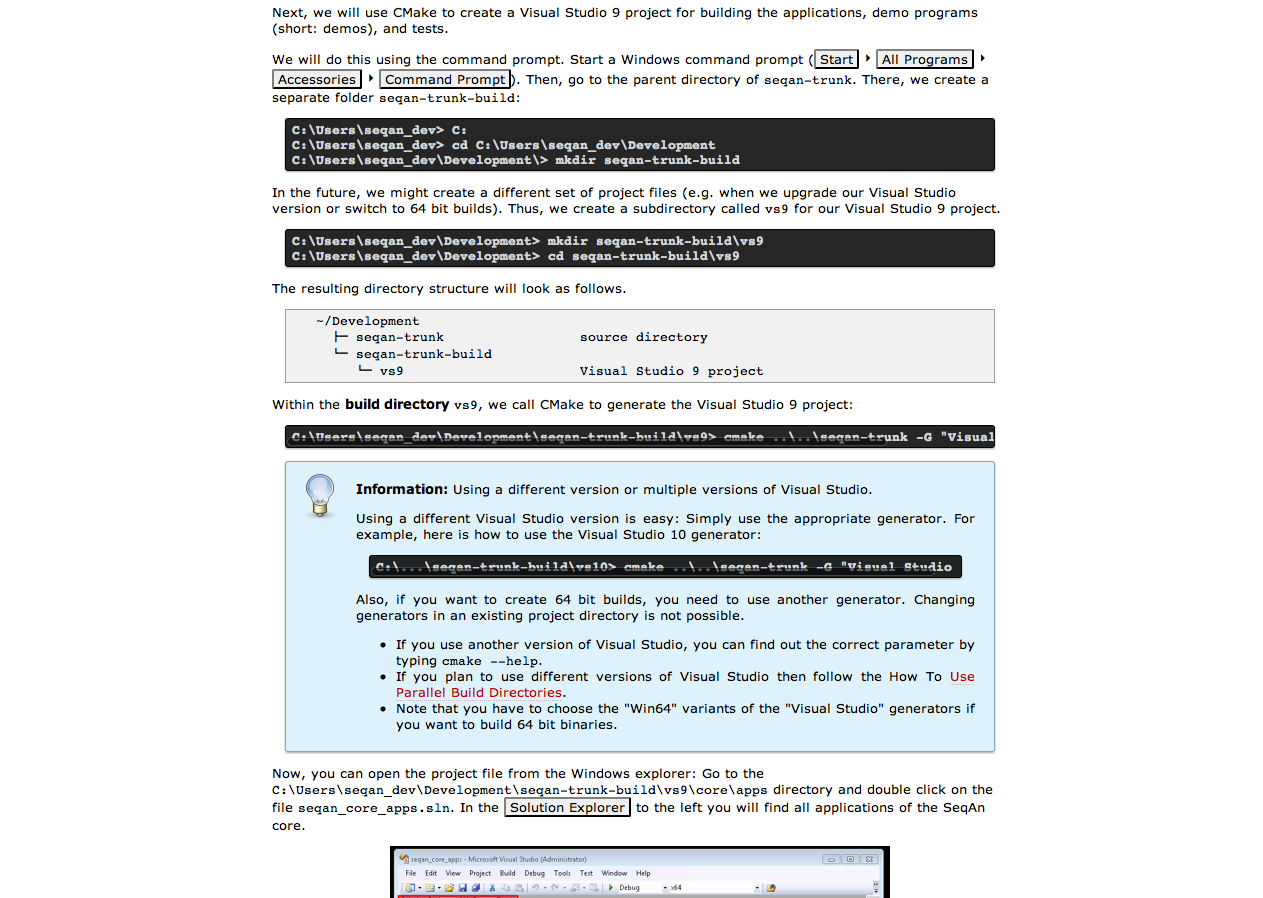 Next, we will use CMake to create a Visual Studio 9 project for building the applications, demo programs
(short: demos), and tests.
We will do this using the command prompt. Start a Windows command prompt (Start ‣ All Programs ‣
Accessories ‣ Command Prompt). Then, go to the parent directory of seqan-trunk. There, we create a
separate folder seqan-trunk-build:
C:\Users\seqan_dev> C:
C:\Users\seqan_dev> cd C:\Users\seqan_dev\Development
C:\Users\seqan_dev\Development\> mkdir seqan-trunk-build
In the future, we might create a different set of project files (e.g. when we upgrade our Visual Studio
version or switch to 64 bit builds). Thus, we create a subdirectory called vs9 for our Visual Studio 9 project.
C:\Users\seqan_dev\Development> mkdir seqan-trunk-build\vs9
C:\Users\seqan_dev\Development> cd seqan-trunk-build\vs9
The resulting directory structure will look as follows.
~/Development
├─ seqan-trunk source directory
└─ seqan-trunk-build
└─ vs9 Visual Studio 9 project
Within the build directory vs9, we call CMake to generate the Visual Studio 9 project:
C:\Users\seqan_dev\Development\seqan-trunk-build\vs9> cmake ..\..\seqan-trunk -G "Visual
Information: Using a different version or multiple versions of Visual Studio.
Using a different Visual Studio version is easy: Simply use the appropriate generator. For
example, here is how to use the Visual Studio 10 generator:
C:\...\seqan-trunk-build\vs10> cmake ..\..\seqan-trunk -G "Visual Studio
Also, if you want to create 64 bit builds, you need to use another generator. Changing
generators in an existing project directory is not possible.
• If you use another version of Visual Studio, you can find out the correct parameter by
typing cmake --help.
• If you plan to use different versions of Visual Studio then follow the How To Use
Parallel Build Directories.
• Note that you have to choose the "Win64" variants of the "Visual Studio" generators if
you want to build 64 bit binaries.
Now, you can open the project file from the Windows explorer: Go to the
C:\Users\seqan_dev\Development\seqan-trunk-build\vs9\core\apps directory and double click on the
file seqan_core_apps.sln. In the Solution Explorer to the left you will find all applications of the SeqAn
core.
seqan_core_apps - Microsoft Visual Studio (Administrator)
File Edit View Project Build Debug Tools Test Window Help
Debug x64